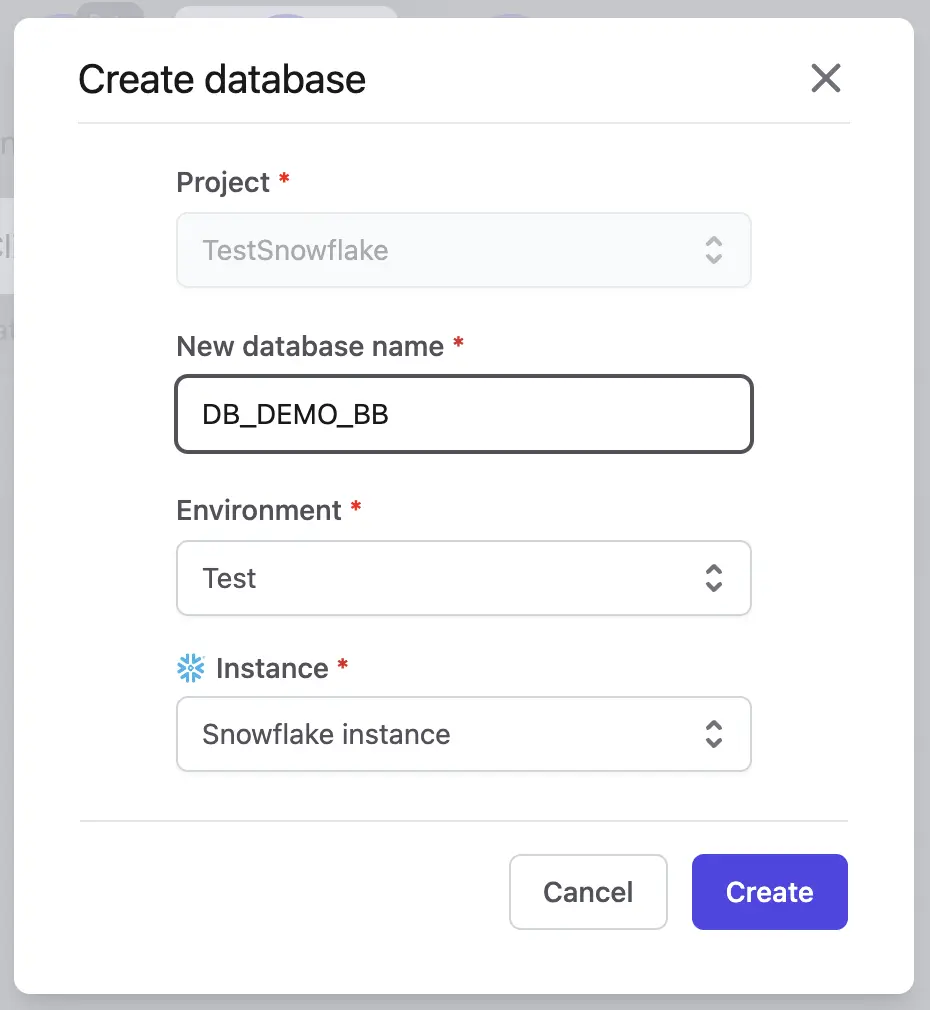 Create database
Project *
TestSnowflake
New database name *
DB_DEMO_BB
Environment *
Test
Instance *
Snowflake instance
Cancel
Create